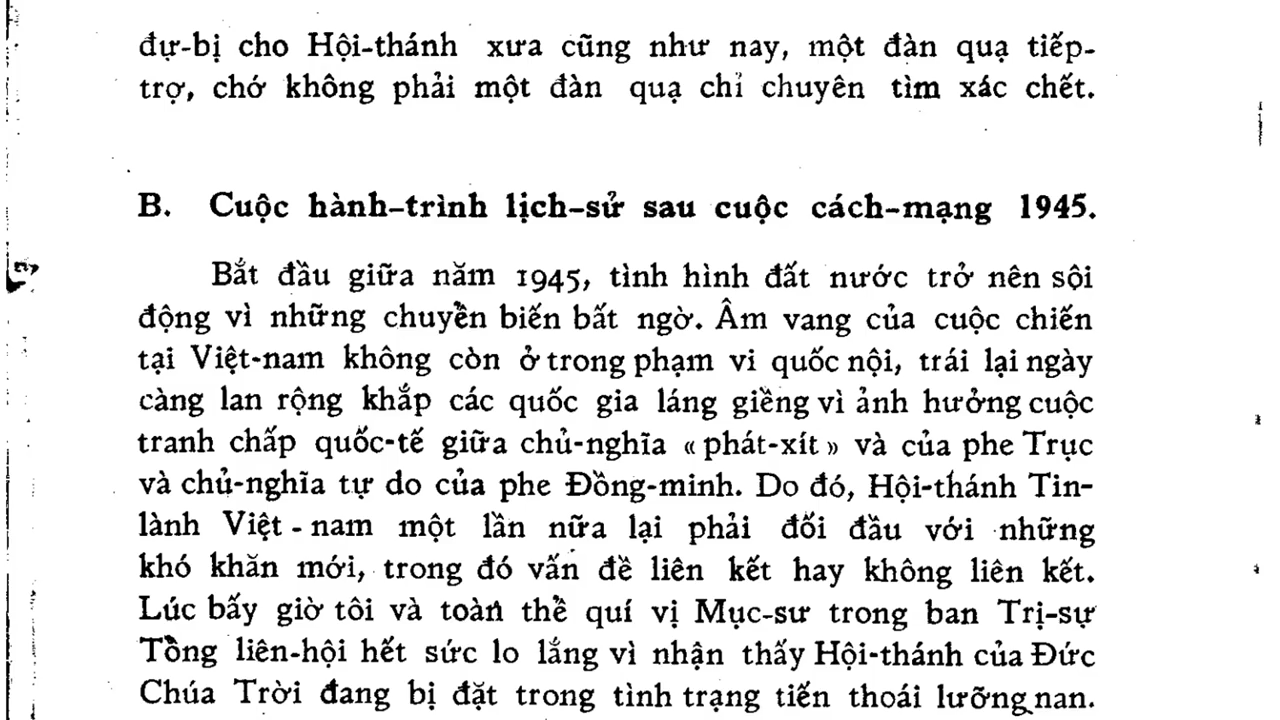 đự-bị cho Hội-thánh xưa cũng như nay, một đàn quạ tiếp-
trợ, chớ không phải một đàn quạ chỉ chuyên tìm xác chết.
B. Cuộc hành-trình lịch-sử sau cuộc cách-mạng 1945.
Bắt đầu giữa năm 1945, tình hình đất nước trở nên sôi
động vì những chuyển biến bất ngờ. Âm vang của cuộc chiến
tại Việt-nam không còn ở trong phạm vi quốc nội, trái lại ngày
càng lan rộng khắp các quốc gia láng giềng vì ảnh hưởng cuộc
tranh chấp quốc-tế giữa chủ-nghĩa « phát-xít » và của phe Trục
và chủ-nghĩa tự do của phe Đồng-minh. Do đó, Hội-thánh Tin-
lành Việt - nam một lần nữa lại phải đối đầu với những
khó khăn mới, trong đó vấn đề liên kết hay không liên kết.
Lúc bấy giờ tôi và toàn thể quí vị Mục-sư trong ban Trị-sự
Tổng liên-hội hết sức lo lắng vì nhận thấy Hội-thánh của Đức
Chúa Trời đang bị đặt trong tình trạng tiến thoái lưỡng nan.